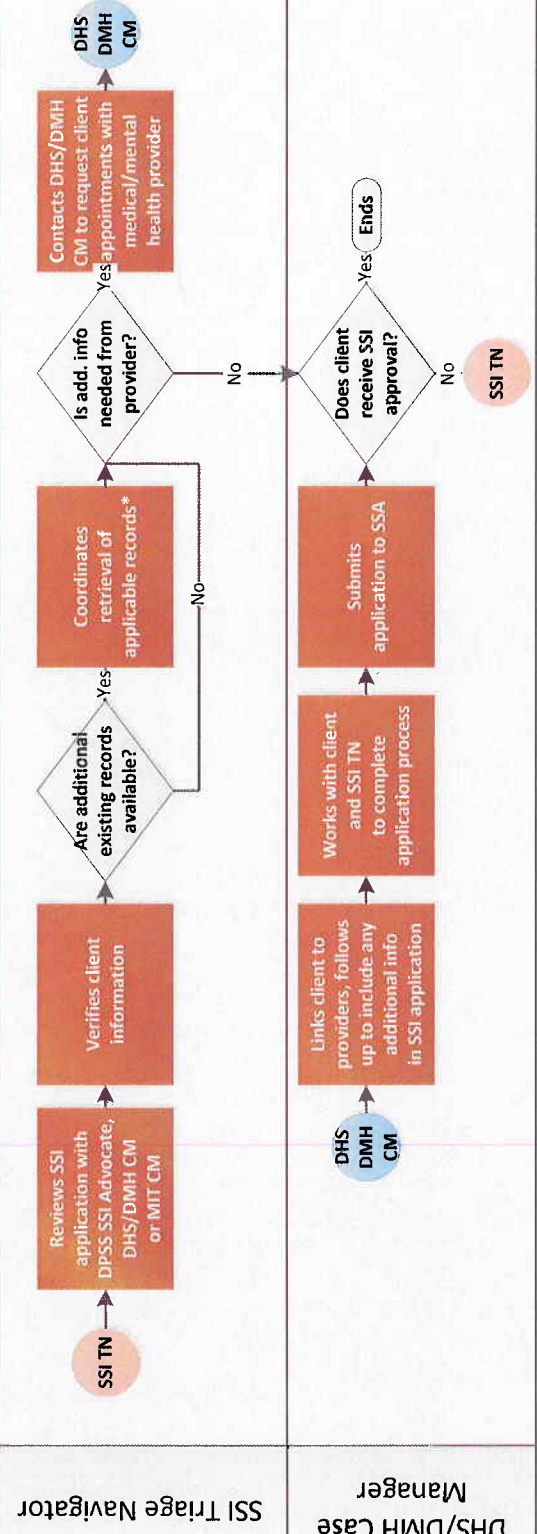 SSI Triage Navigator
SSI TN
Reviews SSI
application with
DPSS SSI Advocate,
DHS/DMH CM
or MIT CM
Verifies client
information
Are additional
existing records
available?
Yes
No
Coordinates
retrieval of
applicable records*
Is add. info
needed from
provider?
Yes
No
Contacts DHS/DMH
CM to request client
appointments with
medical/mental
health provider
DHS
DMH
CM
DHS/DMH Case
Manager
DHS
DMH
CM
Links client to
providers, follows
up to include any
additional info
in SSI application
Works with client
and SSI TN
to complete
application process
Submits
application to SSA
Does client
receive SSI
approval?
Yes
Ends
No
SSI TN